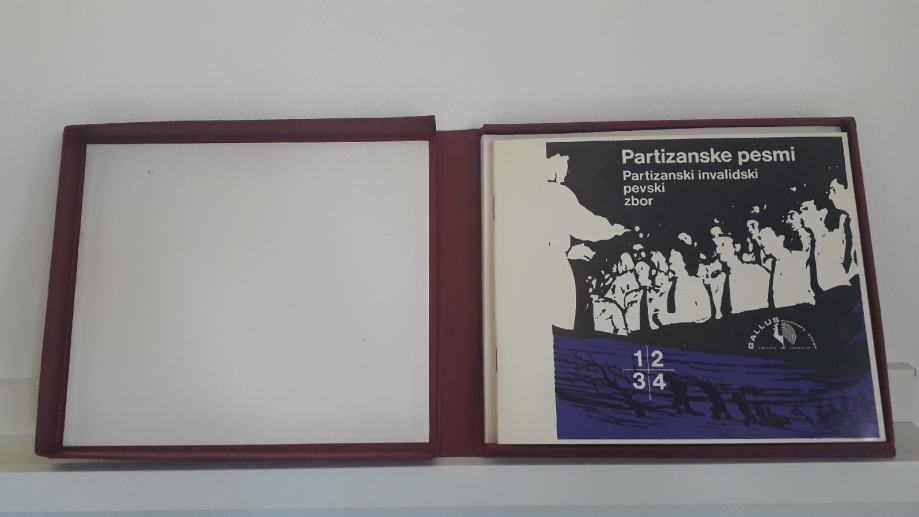 Partizanske pesmi
Partizanski invalidski
pevski
zbor
GALLUS
1 2
3 4